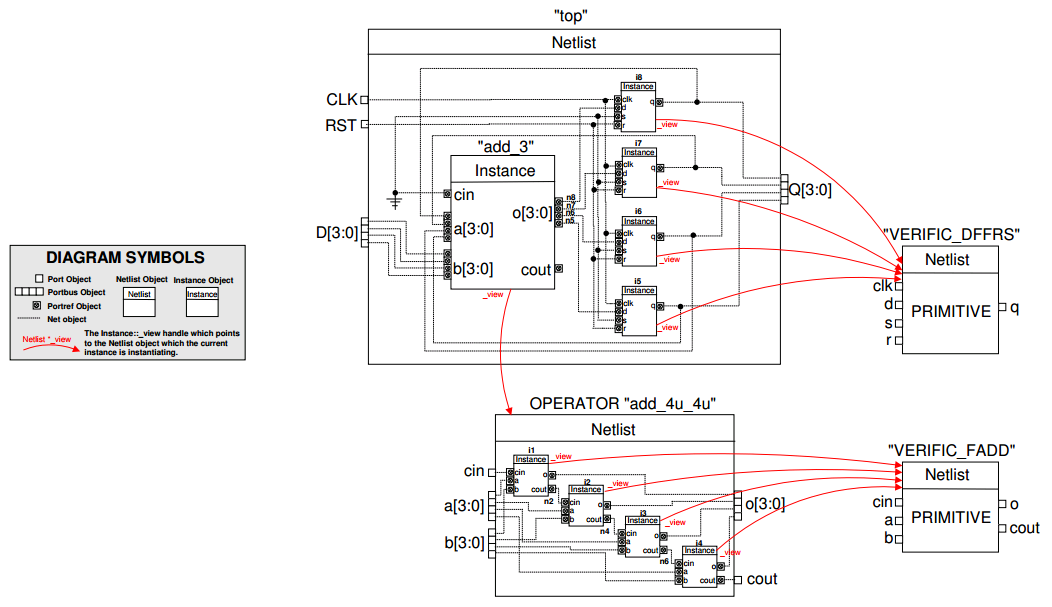 "top"
Netlist
CLK
RST
D[3:0]
Q[3:0]
"add_3"
Instance
cin
a[3:0]
b[3:0]
o[3:0]
cout
n8
n7
n6
n5
_view
i8
Instance
clk
d
s
r
q
_view
i7
Instance
clk
d
s
r
q
_view
i6
Instance
clk
d
s
r
q
_view
i5
Instance
clk
d
s
r
q
_view
"VERIFIC_DFFRS"
Netlist
PRIMITIVE
clk
d
s
r
q
DIAGRAM SYMBOLS
Port Object
Portbus Object
Portref Object
Net object
Netlist Object
Netlist
Instance Object
Instance
Netlist *_view
The Instance::_view handle which points
to the Netlist object which the current
instance is instantiating.
OPERATOR "add_4u_4u"
Netlist
cin
a[3:0]
b[3:0]
o[3:0]
cout
i1
Instance
cin
a
b
o
cout
_view
n2
i2
Instance
cin
a
b
o
cout
_view
n4
i3
Instance
cin
a
b
o
cout
_view
n6
i4
Instance
cin
a
b
o
cout
_view
"VERIFIC_FADD"
Netlist
PRIMITIVE
cin
a
b
o
cout